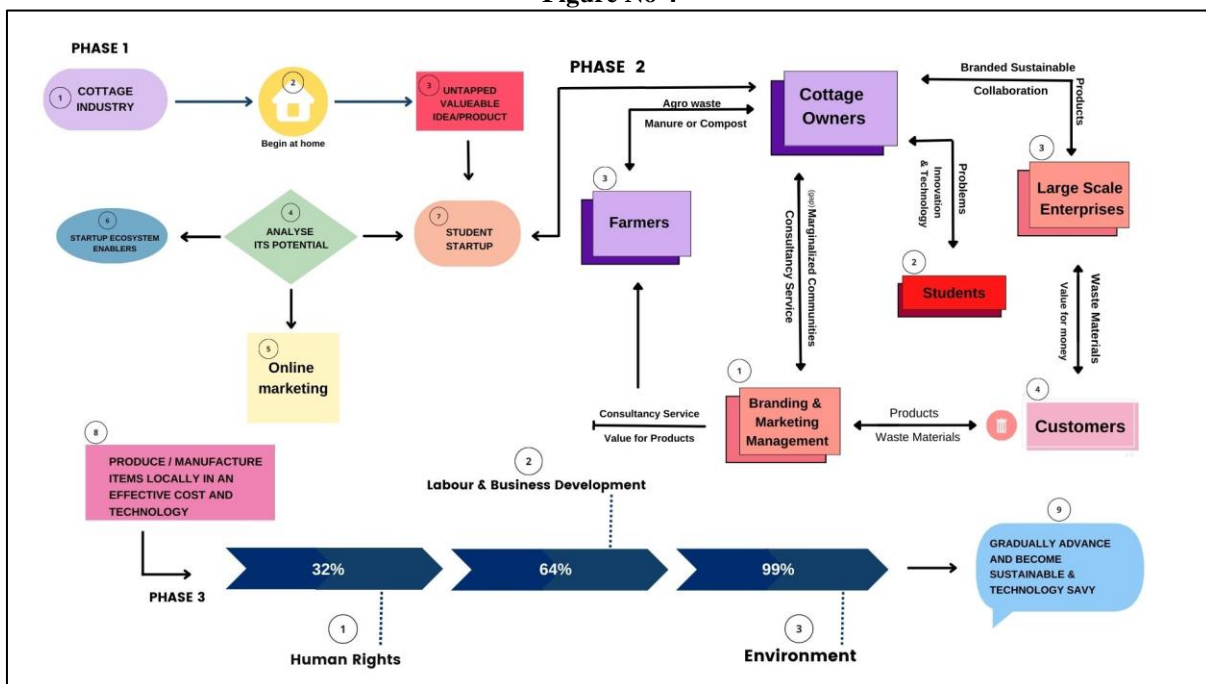 Figure No 4
PHASE 1
1
COTTAGE
INDUSTRY
2
Begin at home
3
UNTAPPED
VALUEABLE
IDEA/PRODUCT
4
ANALYSE
ITS POTENTIAL
6
STARTUP ECOSYSTEM
ENABLERS
7
STUDENT
STARTUP
5
Online
marketing
PHASE 2
Cottage
Owners
Agro waste
Manure or Compost
3
Farmers
Branded Sustainable
Collaboration
Products
3
Large Scale
Enterprises
Problems
Innovation
& Technology
2
Students
(gap) Marginalized Communities
Consultancy Service
Waste Materials
Value for money
1
Branding &
Marketing
Management
Consultancy Service
Value for Products
Products
Waste Materials
4
Customers
8
PRODUCE / MANUFACTURE
ITEMS LOCALLY IN AN
EFFECTIVE COST AND
TECHNOLOGY
PHASE 3
32%
64%
99%
1
Human Rights
2
Labour & Business Development
3
Environment
9
GRADUALLY ADVANCE
AND BECOME
SUSTAINABLE &
TECHNOLOGY SAVY